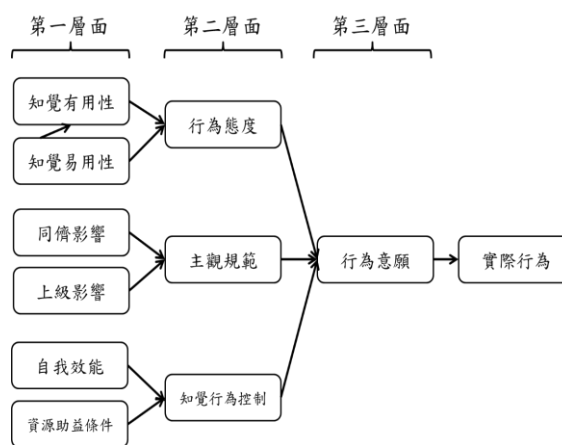 第一層面
第二層面
第三層面
知覺有用性
知覺易用性
行為態度
同儕影響
上級影響
主觀規範
行為意願
實際行為
自我效能
資源助益條件
知覺行為控制